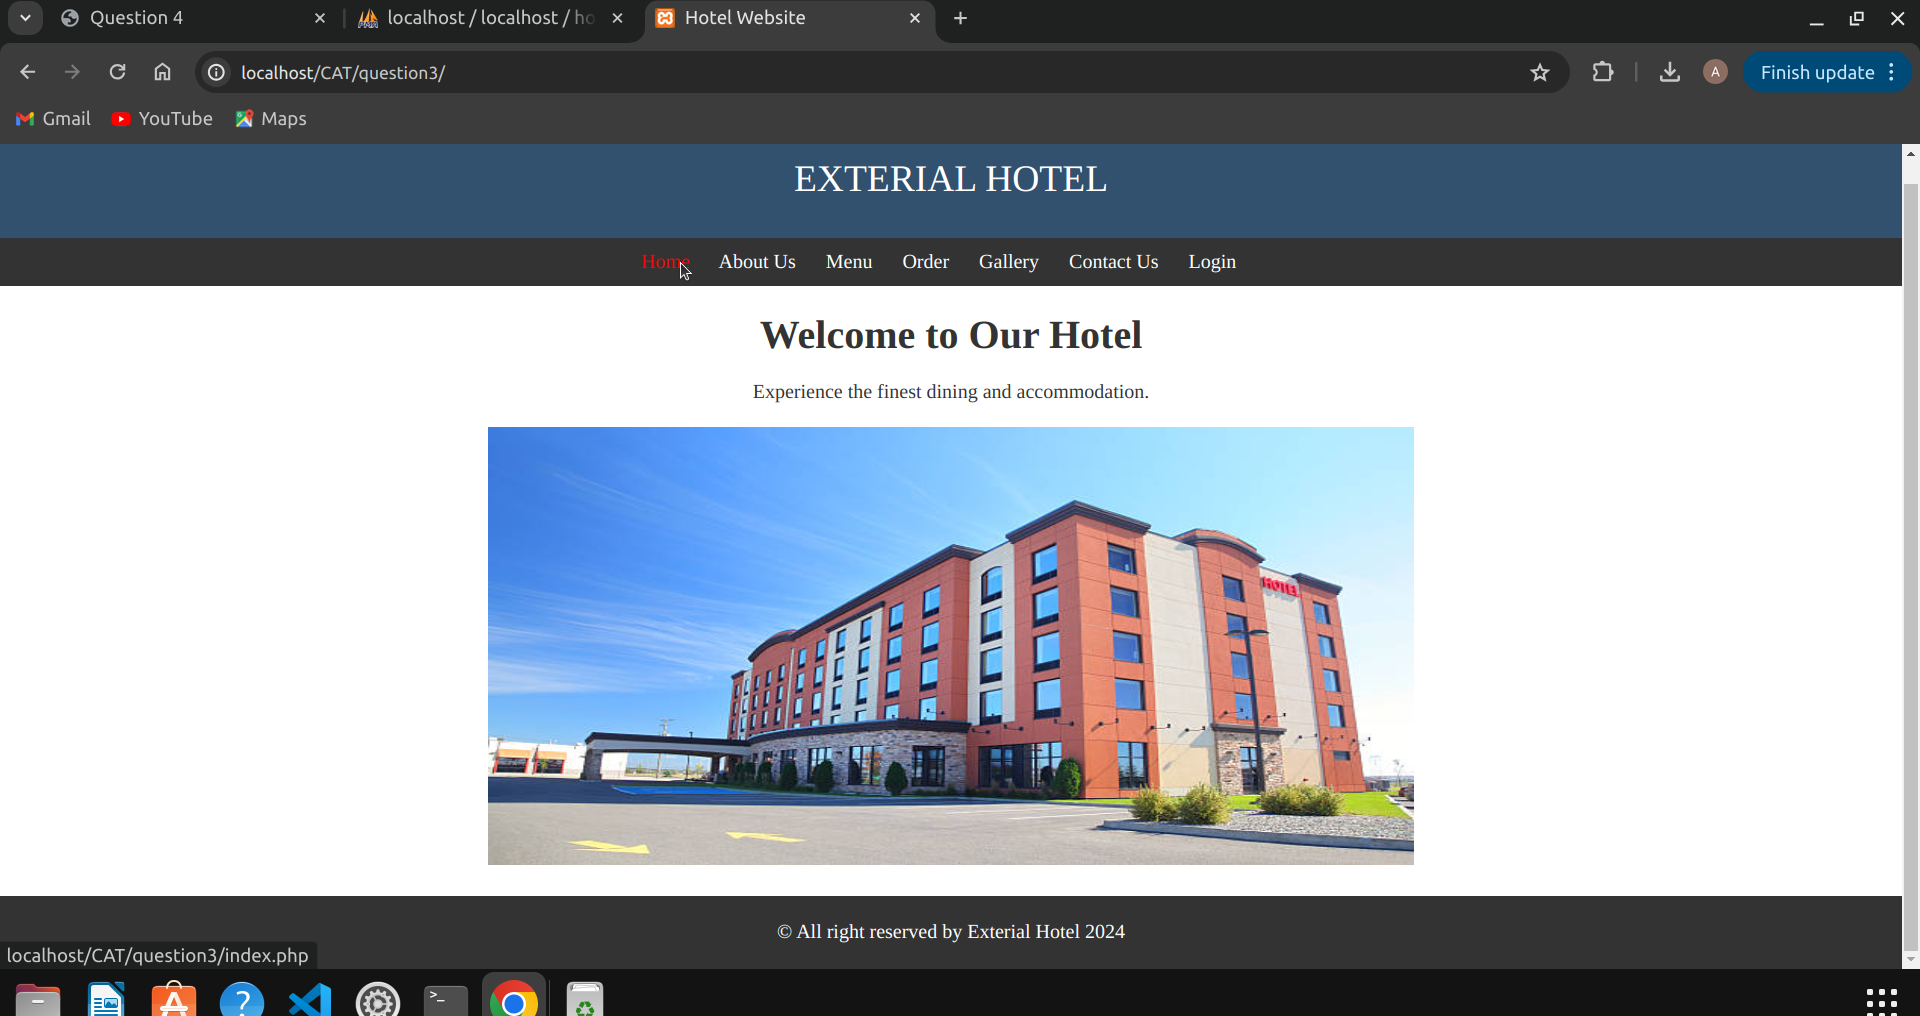 Question 4
localhost / localhost / ho
Hotel Website
localhost/CAT/question3/
A
Finish update
Gmail
YouTube
Maps
EXTERIAL HOTEL
Home About Us Menu Order Gallery Contact Us Login
Welcome to Our Hotel
Experience the finest dining and accommodation.
HOTEL
© All right reserved by Exterial Hotel 2024
localhost/CAT/question3/index.php